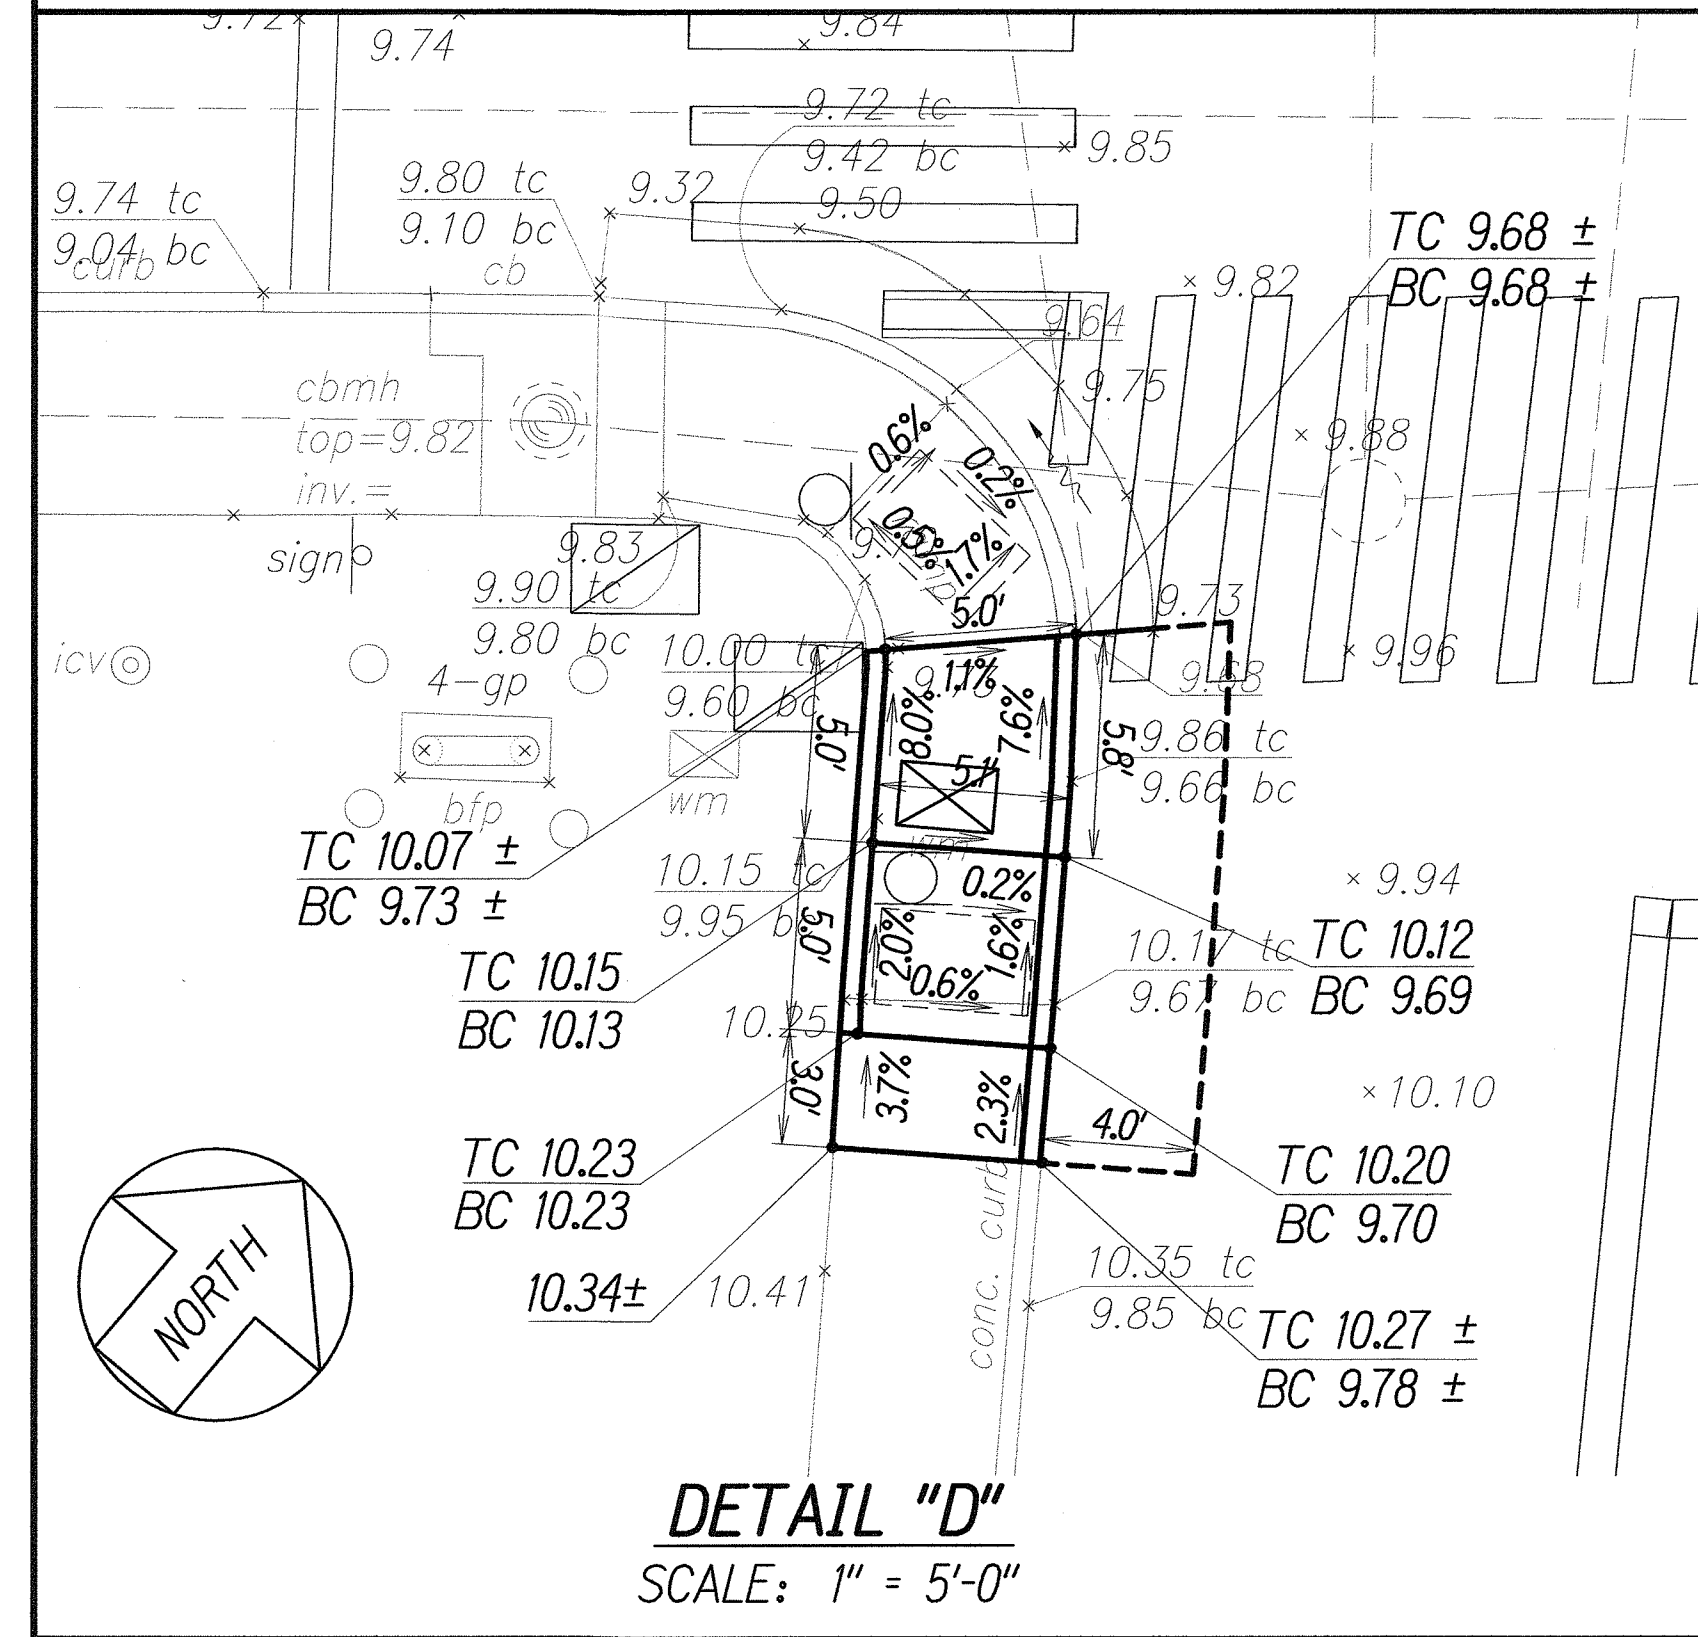 9.72
9.74
9.84
9.72 tc
9.42 bc
9.85
9.74 tc
9.04 bc
curb
9.80 tc
9.10 bc
cb
9.32
9.50
TC 9.68 ±
BC 9.68 ±
9.82
9.64
9.75
9.88
cbmh
top=9.82
inv.=
0.6%
0.2%
0.5%
1.7%
sign
9.83
9.90 tc
9.80 bc
5.0'
9.73
icv
4-gp
10.00 tc
9.60 bc
1.1%
9.68
9.96
8.0%
7.6%
5.0'
5.8'
9.86 tc
9.66 bc
5.1'
bfp
wm
wm
TC 10.07 ±
BC 9.73 ±
10.15 tc
9.95 bc
0.2%
9.94
5.0'
2.0%
1.6%
0.6%
10.17 tc
9.67 bc
TC 10.12
BC 9.69
TC 10.15
BC 10.13
10.25
3.0'
3.7%
2.3%
4.0'
10.10
TC 10.23
BC 10.23
TC 10.20
BC 9.70
NORTH
10.34±
10.41
conc. curb
10.35 tc
9.85 bc
TC 10.27 ±
BC 9.78 ±
DETAIL "D"
SCALE: 1" = 5'-0"